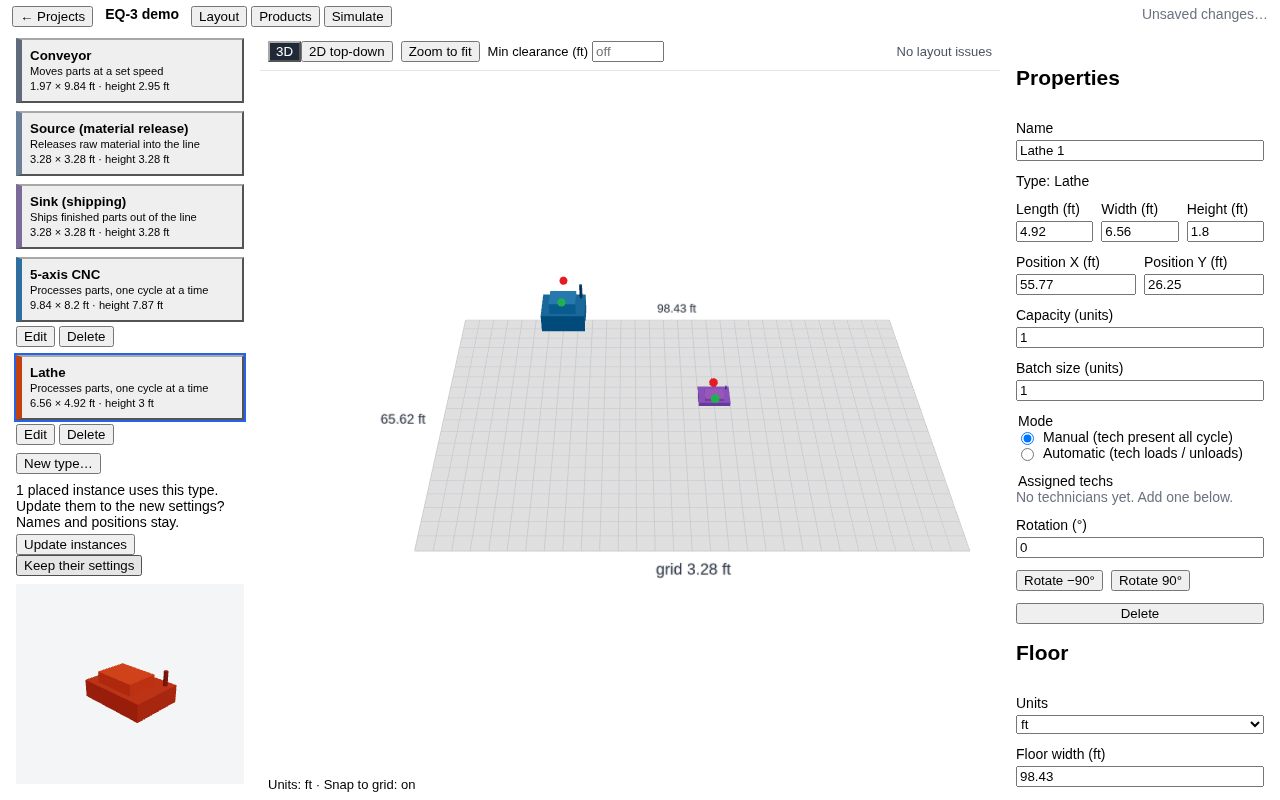 ← Projects
EQ-3 demo
Layout
Products
Simulate
Unsaved changes…
Conveyor
Moves parts at a set speed
1.97 × 9.84 ft · height 2.95 ft
Source (material release)
Releases raw material into the line
3.28 × 3.28 ft · height 3.28 ft
Sink (shipping)
Ships finished parts out of the line
3.28 × 3.28 ft · height 3.28 ft
5-axis CNC
Processes parts, one cycle at a time
9.84 × 8.2 ft · height 7.87 ft
Edit
Delete
Lathe
Processes parts, one cycle at a time
6.56 × 4.92 ft · height 3 ft
Edit
Delete
New type…
1 placed instance uses this type.
Update them to the new settings?
Names and positions stay.
Update instances
Keep their settings
3D
2D top-down
Zoom to fit
Min clearance (ft)
off
No layout issues
98.43 ft
65.62 ft
grid 3.28 ft
Units: ft · Snap to grid: on
Properties
Name
Lathe 1
Type: Lathe
Length (ft) Width (ft) Height (ft)
4.92 6.56 1.8
Position X (ft) Position Y (ft)
55.77 26.25
Capacity (units)
1
Batch size (units)
1
Mode
Manual (tech present all cycle)
Automatic (tech loads / unloads)
Assigned techs
No technicians yet. Add one below.
Rotation (°)
0
Rotate −90° Rotate 90°
Delete
Floor
Units
ft
Floor width (ft)
98.43